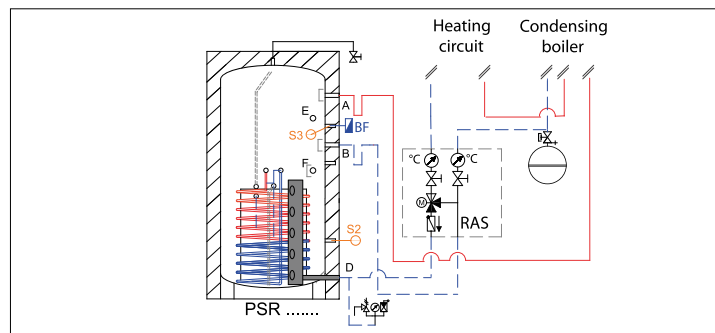 Heating
circuit
Condensing
boiler
A
E
S3
BF
B
F
°C
°C
M
RAS
S2
D
PSR .......